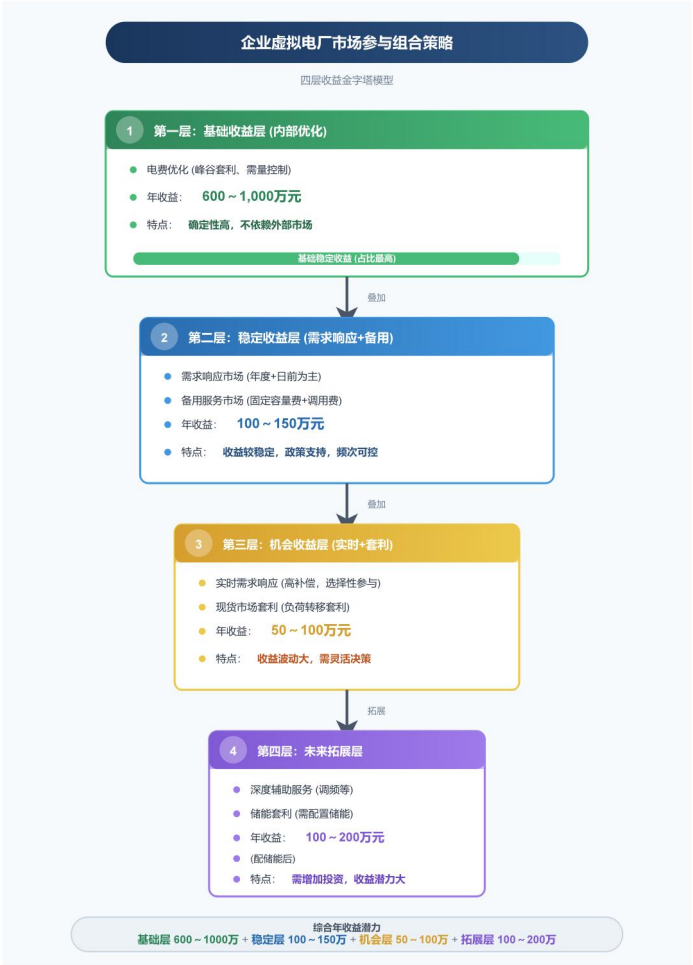 企业虚拟电厂市场参与组合策略
四层收益金字塔模型
1 第一层：基础收益层 (内部优化)
电费优化 (峰谷套利、需量控制)
年收益： 600～1,000万元
特点： 确定性高，不依赖外部市场
基础稳定收益 (占比最高)
叠加
2 第二层：稳定收益层 (需求响应+备用)
需求响应市场 (年度+日前为主)
备用服务市场 (固定容量费+调用费)
年收益： 100～150万元
特点： 收益较稳定，政策支持，频次可控
叠加
3 第三层：机会收益层 (实时+套利)
实时需求响应 (高补偿，选择性参与)
现货市场套利 (负荷转移套利)
年收益： 50～100万元
特点： 收益波动大，需灵活决策
拓展
4 第四层：未来拓展层
深度辅助服务 (调频等)
储能套利 (需配置储能)
年收益： 100～200万元
(配储能后)
特点： 需增加投资，收益潜力大
综合年收益潜力
基础层 600～1000万 + 稳定层 100～150万 + 机会层 50～100万 + 拓展层 100～200万